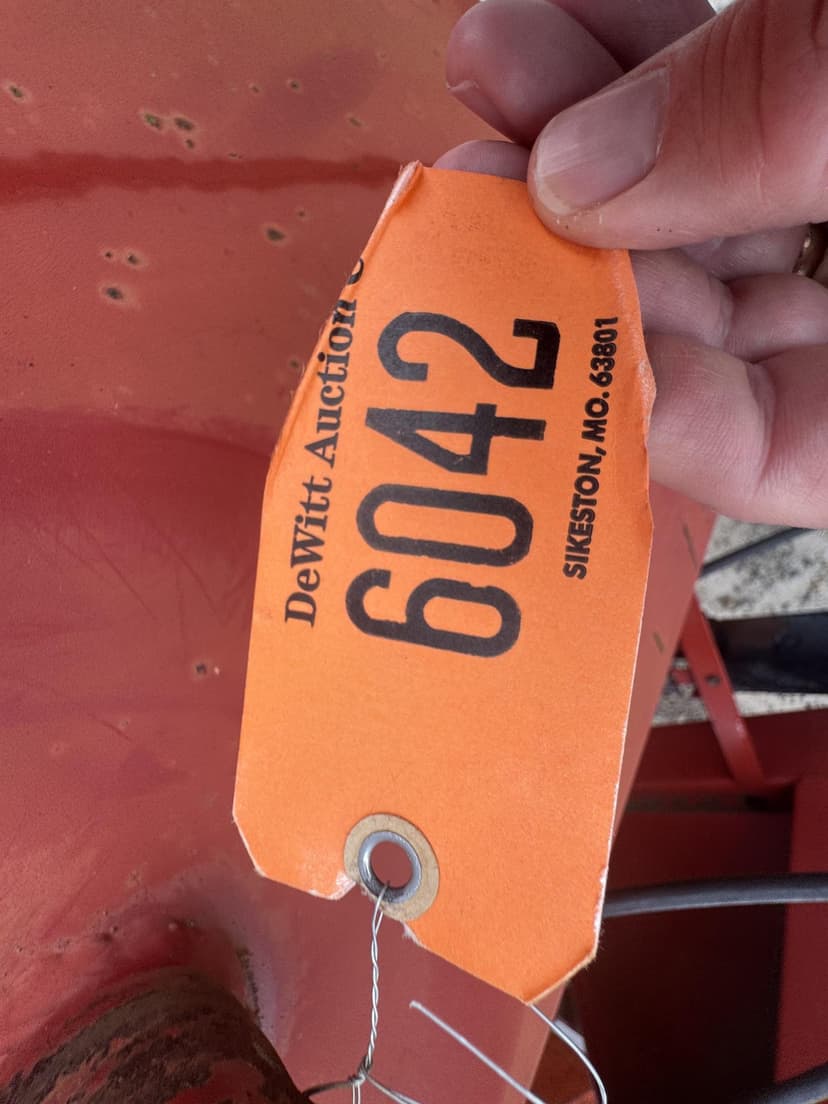 DeWitt Auction
6042
SIKESTON, MO. 63801